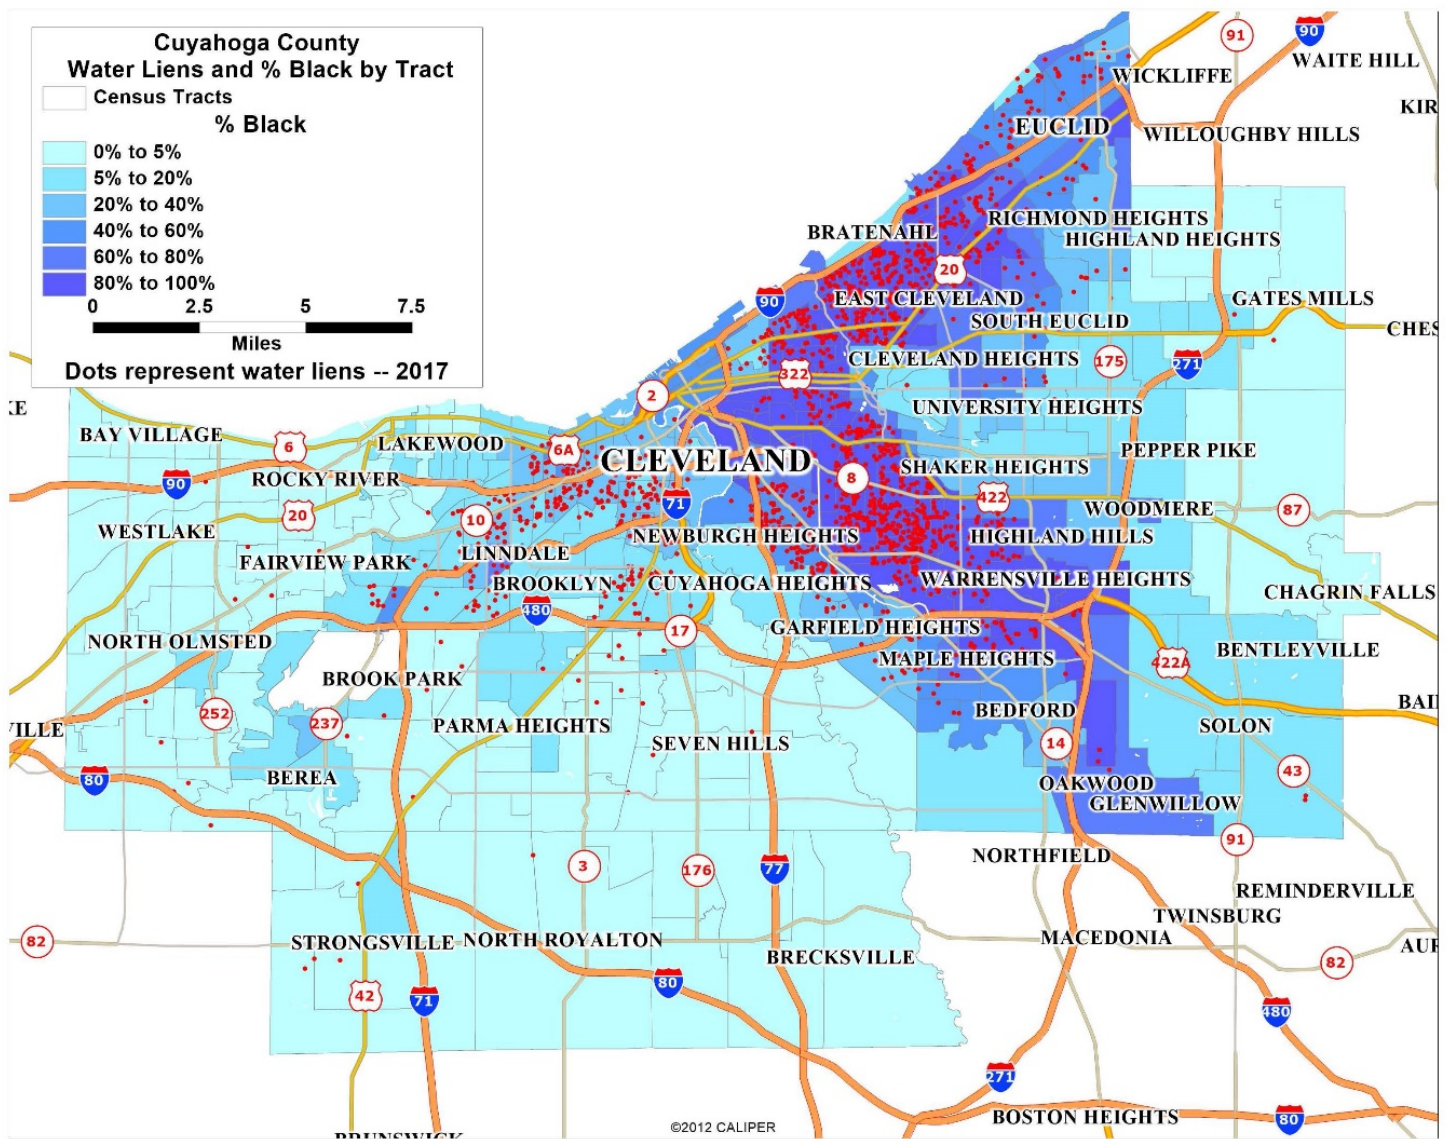 Cuyahoga County
Water Liens and % Black by Tract
Census Tracts
% Black
0% to 5%
5% to 20%
20% to 40%
40% to 60%
60% to 80%
80% to 100%
0 2.5 5 7.5
Miles
Dots represent water liens -- 2017
91
90
WAITE HILL
WICKLIFFE
KIR
EUCLID
WILLOUGHBY HILLS
RICHMOND HEIGHTS
BRATENAHL
HIGHLAND HEIGHTS
20
90
EAST CLEVELAND
GATES MILLS
SOUTH EUCLID
CHES
CLEVELAND HEIGHTS
175
271
322
2
KE
UNIVERSITY HEIGHTS
BAY VILLAGE
6
LAKEWOOD
6A
PEPPER PIKE
CLEVELAND
SHAKER HEIGHTS
ROCKY RIVER
8
90
71
422
WOODMERE
87
20
10
WESTLAKE
NEWBURGH HEIGHTS
HIGHLAND HILLS
LINNDALE
FAIRVIEW PARK
BROOKLYN
CUYAHOGA HEIGHTS
WARRENSVILLE HEIGHTS
CHAGRIN FALLS
480
17
GARFIELD HEIGHTS
NORTH OLMSTED
BENTLEYVILLE
MAPLE HEIGHTS
422A
BROOK PARK
BAI
252
237
BEDFORD
PARMA HEIGHTS
SOLON
VILLE
SEVEN HILLS
14
43
80
BEREA
OAKWOOD
GLENWILLOW
91
NORTHFIELD
3
176
77
REMINDERVILLE
TWINSBURG
82
STRONGSVILLE
NORTH ROYALTON
MACEDONIA
AUR
BRECKSVILLE
82
80
42
71
480
271
BOSTON HEIGHTS
80
©2012 CALIPER
BRUNSWICK